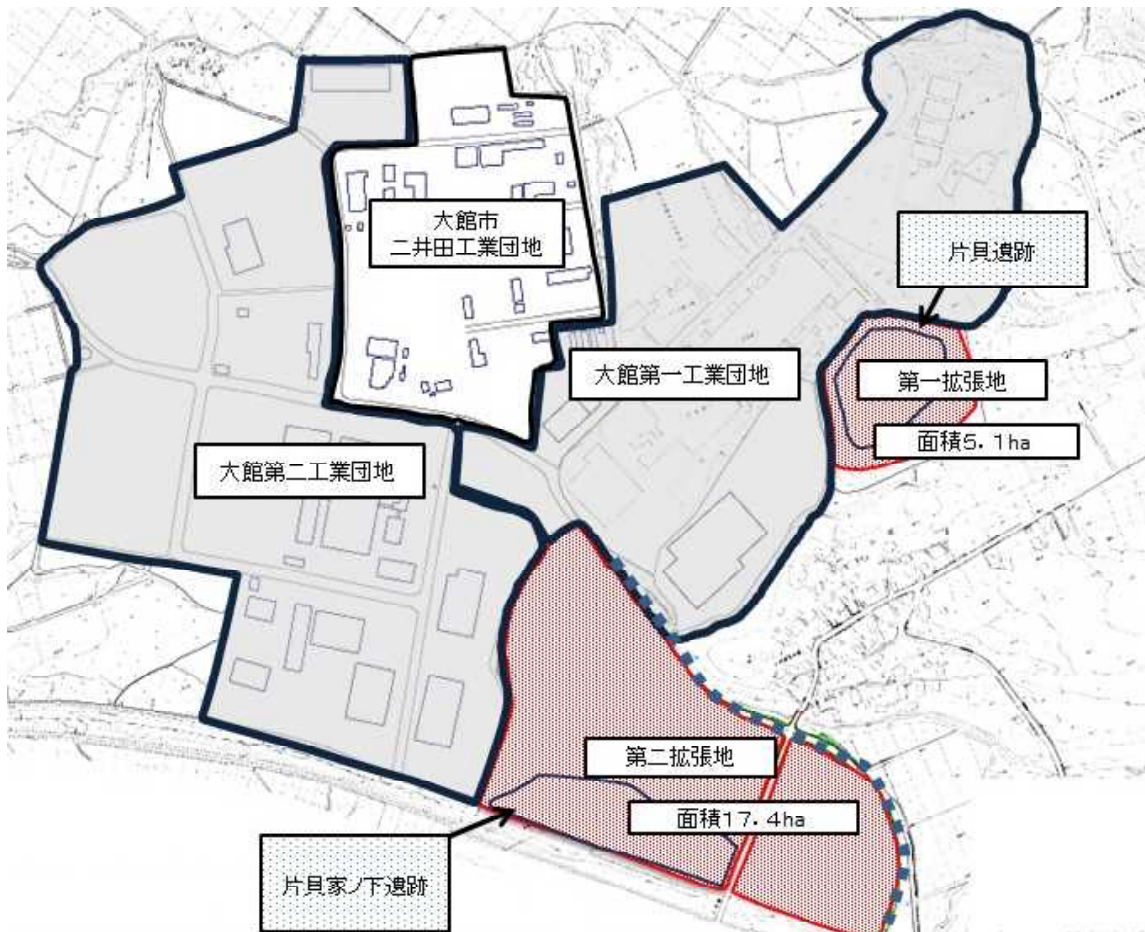 大館市
二井田工業団地
片貝遺跡
大館第一工業団地
第一拡張地
面積5.1ha
大館第二工業団地
第二拡張地
面積17.4ha
片貝家ノ下遺跡